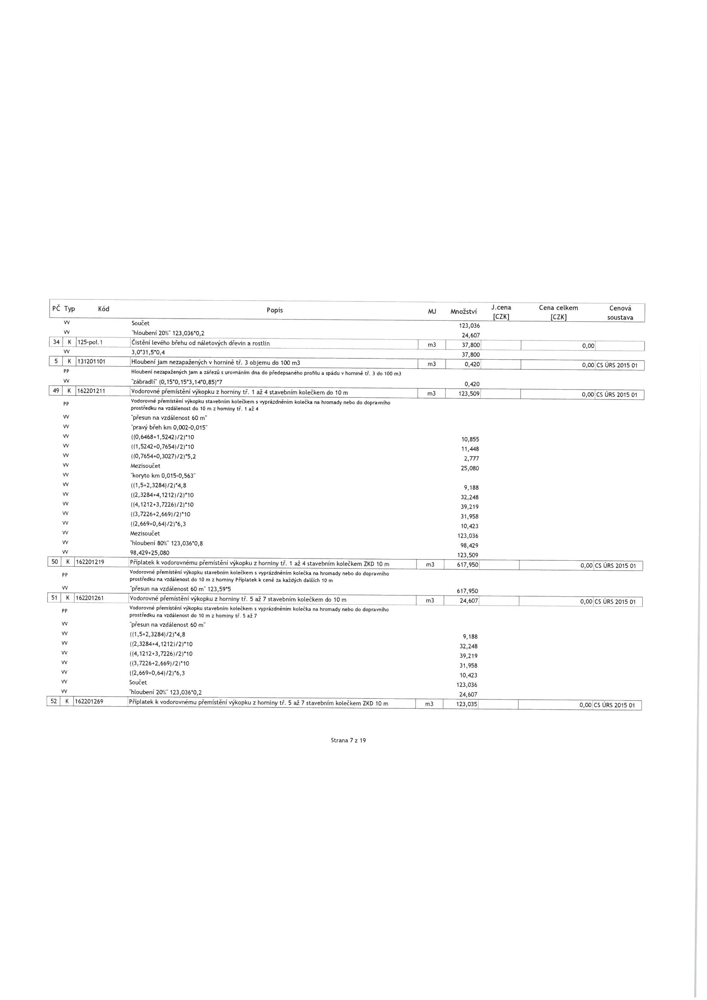 PČ Typ Kód Popis MJ Množství J.cena [CZK] Cena celkem [CZK] Cenová soustava
VV Součet 123,036
VV "hloubení 20%" 123,036*0,2 24,607
34 K 125-pol.1 Čistění levého břehu od náletových dřevin a rostlin m3 37,800 0,00
VV 3,0*31,5*0,4 37,800
5 K 131201101 Hloubení jam nezapažených v hornině tř. 3 objemu do 100 m3 m3 0,420 0,00 CS ÚRS 2015 01
PP Hloubení nezapažených jam a zářezů s urovnáním dna do předepsaného profilu a spádu v hornině tř. 3 do 100 m3
VV "zábradlí" (0,15*0,15*3,14*0,85)*7 0,420
49 K 162201211 Vodorovné přemístění výkopku z horniny tř. 1 až 4 stavebním kolečkem do 10 m m3 123,509 0,00 CS ÚRS 2015 01
PP Vodorovné přemístění výkopku stavebním kolečkem s vyprázdněním kolečka na hromady nebo do dopravního
prostředku na vzdálenost do 10 m z horniny tř. 1 až 4
VV "přesun na vzdálenost 60 m"
VV "pravý břeh km 0,002-0,015"
VV ((0,6468+1,5242)/2)*10 10,855
VV ((1,5242+0,7654)/2)*10 11,448
VV ((0,7654+0,3027)/2)*5,2 2,777
VV Mezisoučet 25,080
VV "koryto km 0,015-0,563"
VV ((1,5+2,3284)/2)*4,8 9,188
VV ((2,3284+4,1212)/2)*10 32,248
VV ((4,1212+3,7226)/2)*10 39,219
VV ((3,7226+2,669)/2)*10 31,958
VV ((2,669+0,64)/2)*6,3 10,423
VV Mezisoučet 123,036
VV "hloubení 80%" 123,036*0,8 98,429
VV 98,429+25,080 123,509
50 K 162201219 Příplatek k vodorovnému přemístění výkopku z horniny tř. 1 až 4 stavebním kolečkem ZKD 10 m m3 617,950 0,00 CS ÚRS 2015 01
PP Vodorovné přemístění výkopku stavebním kolečkem s vyprázdněním kolečka na hromady nebo do dopravního
prostředku na vzdálenost do 10 m z horniny Příplatek k ceně za každých dalších 10 m
VV "přesun na vzdálenost 60 m" 123,59*5 617,950
51 K 162201261 Vodorovné přemístění výkopku z horniny tř. 5 až 7 stavebním kolečkem do 10 m m3 24,607 0,00 CS ÚRS 2015 01
PP Vodorovné přemístění výkopku stavebním kolečkem s vyprázdněním kolečka na hromady nebo do dopravního
prostředku na vzdálenost do 10 m z horniny tř. 5 až 7
VV "přesun na vzdálenost 60 m"
VV ((1,5+2,3284)/2)*4,8 9,188
VV ((2,3284+4,1212)/2)*10 32,248
VV ((4,1212+3,7226)/2)*10 39,219
VV ((3,7226+2,669)/2)*10 31,958
VV ((2,669+0,64)/2)*6,3 10,423
VV Součet 123,036
VV "hloubení 20%" 123,036*0,2 24,607
52 K 162201269 Příplatek k vodorovnému přemístění výkopku z horniny tř. 5 až 7 stavebním kolečkem ZKD 10 m m3 123,035 0,00 CS ÚRS 2015 01
Strana 7 z 19